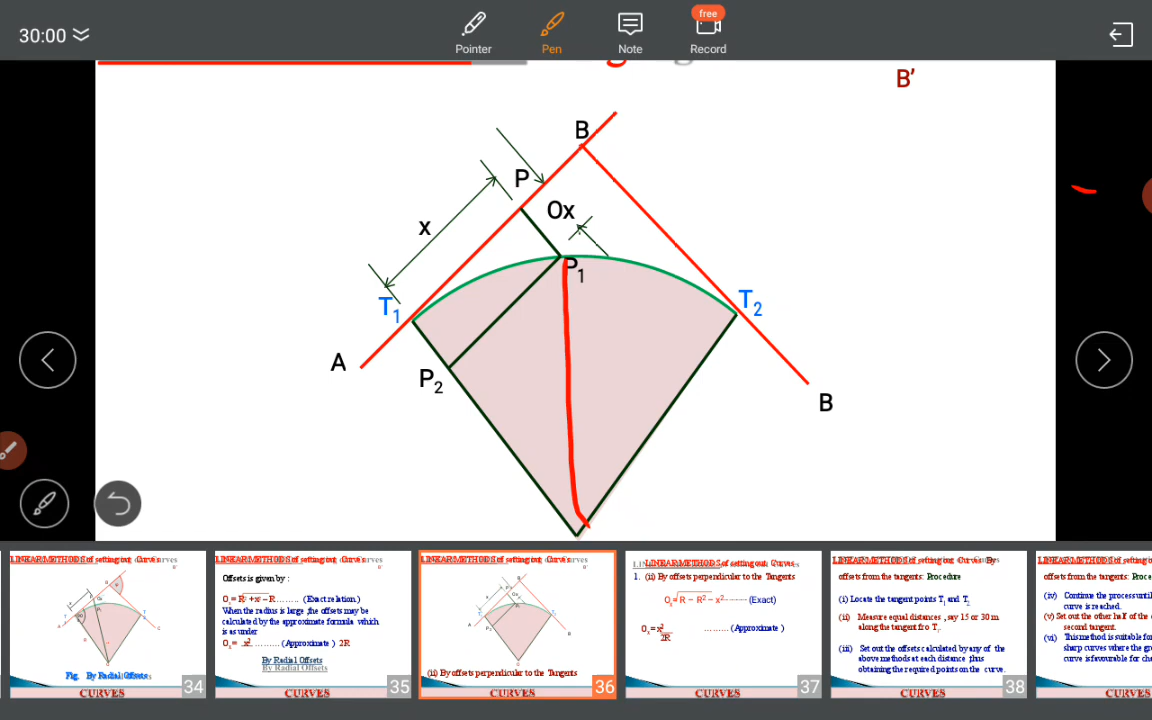 30:00
Pointer
Pen
Note
free
Record
B’
B
P
Ox
x
P1
T1
T2
A
P2
B
LINEAR METHODS of setting out Curves
Fig. By Radial Offsets
CURVES
34
LINEAR METHODS of setting out Curves
Offsets is given by :
(Exact relation.)
When the radius is large ,the offsets may be
calculated by the approximate formula which
is as under
(Approximate ) 2R
By Radial Offsets
CURVES
35
LINEAR METHODS of setting out Curves
(ii) By offsets perpendicular to the Tangents
CURVES
36
LINEAR METHODS of setting out Curves
1. (ii) By offsets perpendicular to the Tangents
Ox = R – R² – x² (Exact)
Ox = x² ......... (Approximate )
2R
CURVES
37
LINEAR METHODS of setting out Curves By
offsets from the tangents: Procedure
(i) Locate the tangent points T1 and T2
(ii) Measure equal distances , say 15 or 30 m
along the tangent fro T1.
(iii) Set out the offsets calculated by any of the
above methods at each distance ,thus
obtaining the required points on the curve.
CURVES
38
LINEAR METHODS of setting out
offsets from the tangents: Proce
(iv) Continue the process until
curve is reached.
(v) Set out the other half of the
second tangent.
(vi) This method is suitable for
sharp curves where the gr
curve is favourable for cha
CURVES